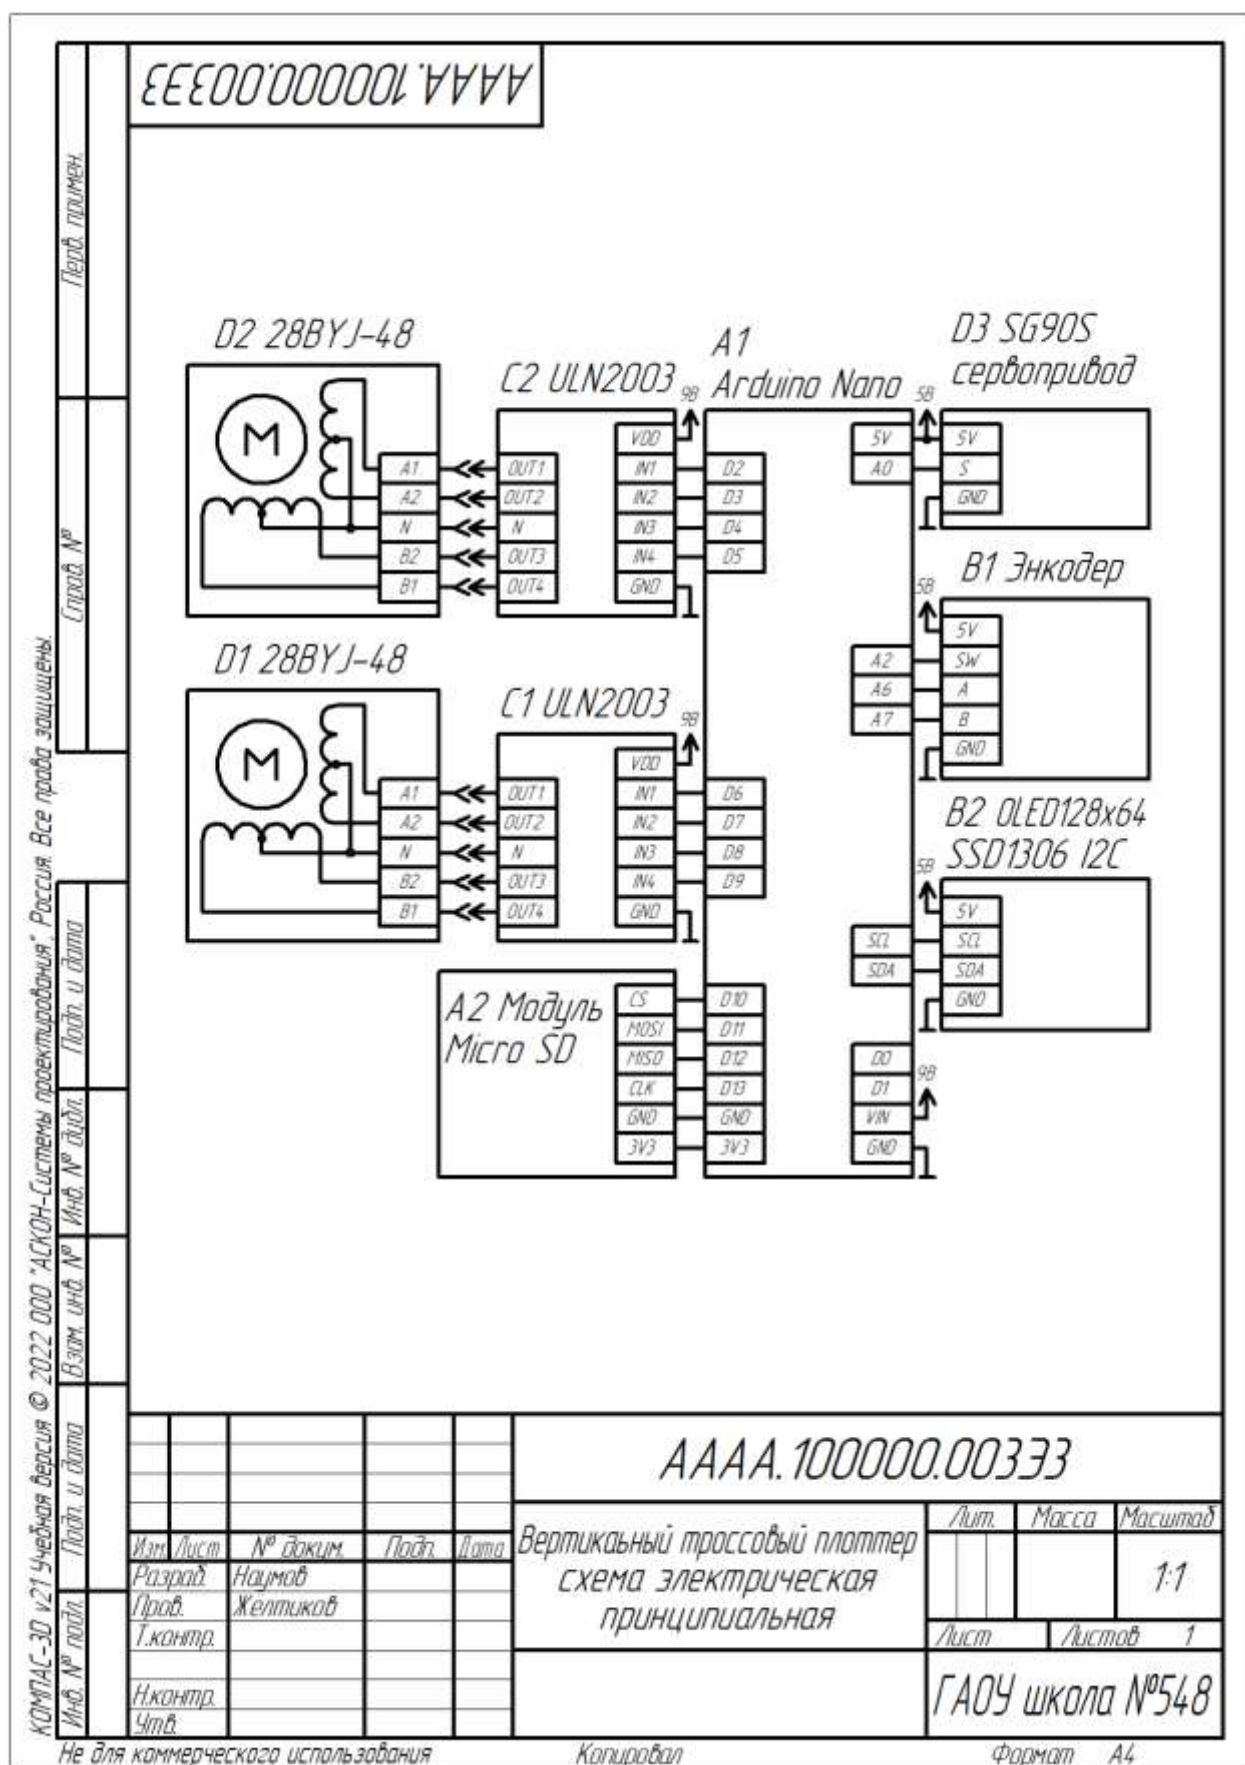 АААА.100000.00ЭЭ3
Перв. примен.
Справ. №
Подп. и дата
Инв. № дубл.
Взам. инв. №
Подп. и дата
Инв. № подл.
КОМПАС-3D v21 Учебная версия © 2022 ООО "АСКОН-Системы проектирования", Россия. Все права защищены.
D2 28BYJ-48
M
A1
A2
N
B2
B1
C2 ULN2003
9В
OUT1
OUT2
N
OUT3
OUT4
VDD
IN1
IN2
IN3
IN4
GND
D1 28BYJ-48
M
A1
A2
N
B2
B1
C1 ULN2003
9В
OUT1
OUT2
N
OUT3
OUT4
VDD
IN1
IN2
IN3
IN4
GND
A2 Модуль
Micro SD
CS
MOSI
MISO
CLK
GND
3V3
A1
Arduino Nano
D2
D3
D4
D5
D6
D7
D8
D9
D10
D11
D12
D13
GND
3V3
5V
A0
A2
A6
A7
SCL
SDA
D0
D1
VIN
GND
9В
D3 SG90S
сервопривод
5В
5V
S
GND
B1 Энкодер
5В
5V
SW
A
B
GND
B2 OLED128x64
SSD1306 I2C
5В
5V
SCL
SDA
GND
АААА.100000.00ЗЭЗ
Изм. Лист № докум. Подп. Дата
Разраб. Наумов
Пров. Желтиков
Т.контр.
Н.контр.
Утв.
Вертикаьный троссовый плоттер
схема электрическая
принципиальная
Лит. Масса Масштаб
1:1
Лист Листов 1
ГАОУ школа №548
Не для коммерческого использования Копировал Формат А4